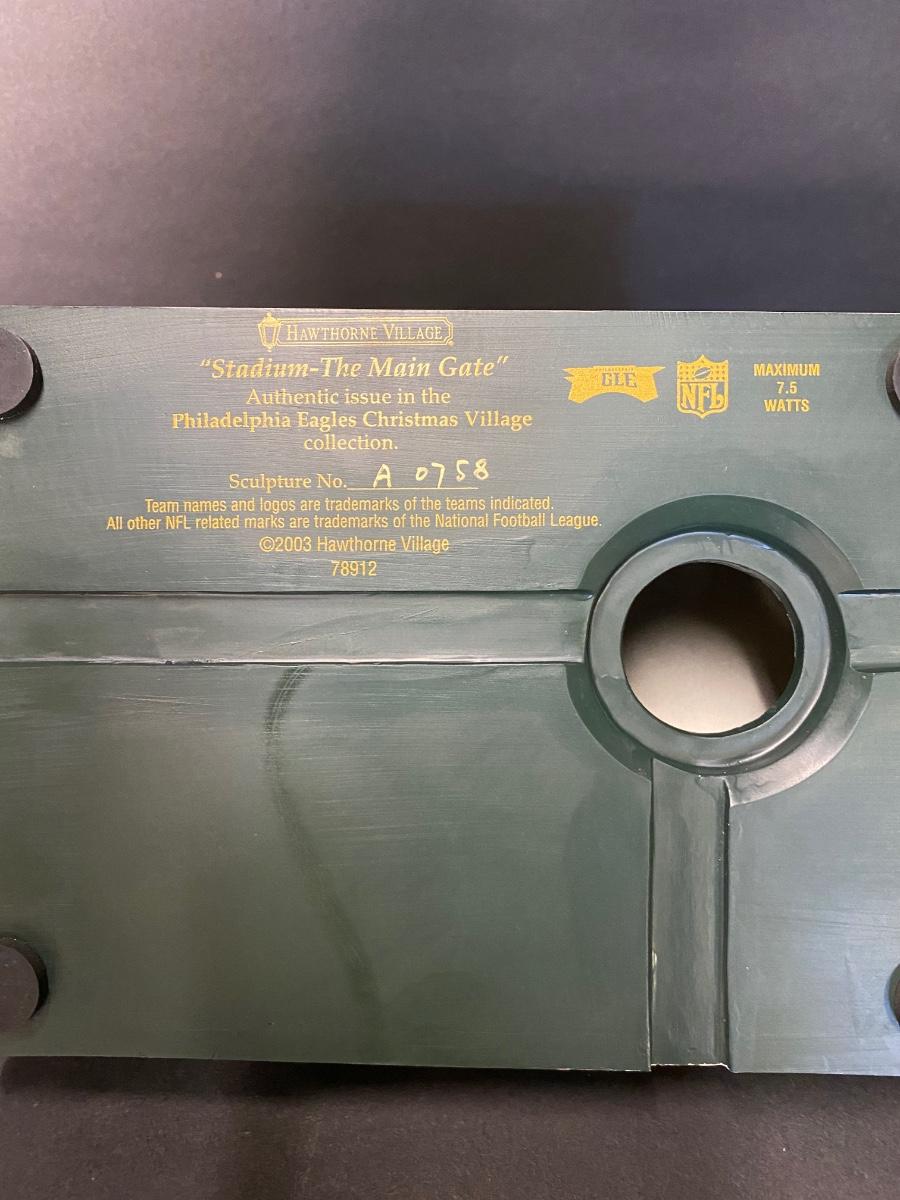 HAWTHORNE VILLAGE
"Stadium-The Main Gate"
Authentic issue in the
Philadelphia Eagles Christmas Village
collection.
Sculpture No. A 0758
Team names and logos are trademarks of the teams indicated.
All other NFL related marks are trademarks of the National Football League.
©2003 Hawthorne Village
78912
GLE
NFL
MAXIMUM
7.5
WATTS